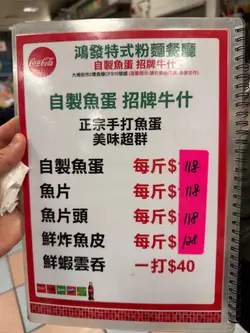 Coca-Cola
鴻發特式粉麵餐廳
自製魚蛋 招牌牛什
自製魚蛋 招牌牛什
正宗手打魚蛋
美味超群
自製魚蛋 每斤$118
魚片 每斤$118
魚片頭 每斤$118
鮮炸魚皮 每斤$128
鮮蝦雲吞 一打$40